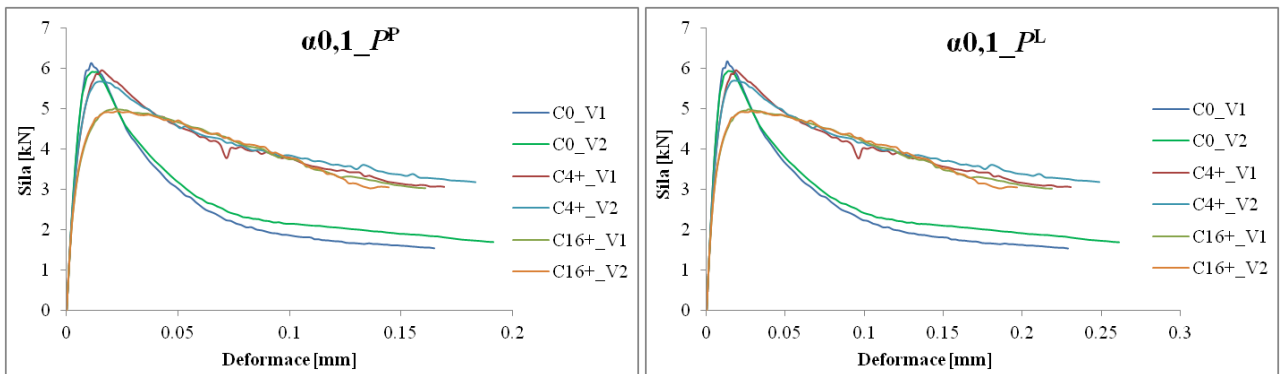 α0,1_Pᴾ
7
6
5
4
3
2
1
0
Síla [kN]
0
0.05
0.1
0.15
0.2
Deformace [mm]
C0_V1
C0_V2
C4+_V1
C4+_V2
C16+_V1
C16+_V2
α0,1_Pᴸ
7
6
5
4
3
2
1
0
Síla [kN]
0
0.05
0.1
0.15
0.2
0.25
0.3
Deformace [mm]
C0_V1
C0_V2
C4+_V1
C4+_V2
C16+_V1
C16+_V2